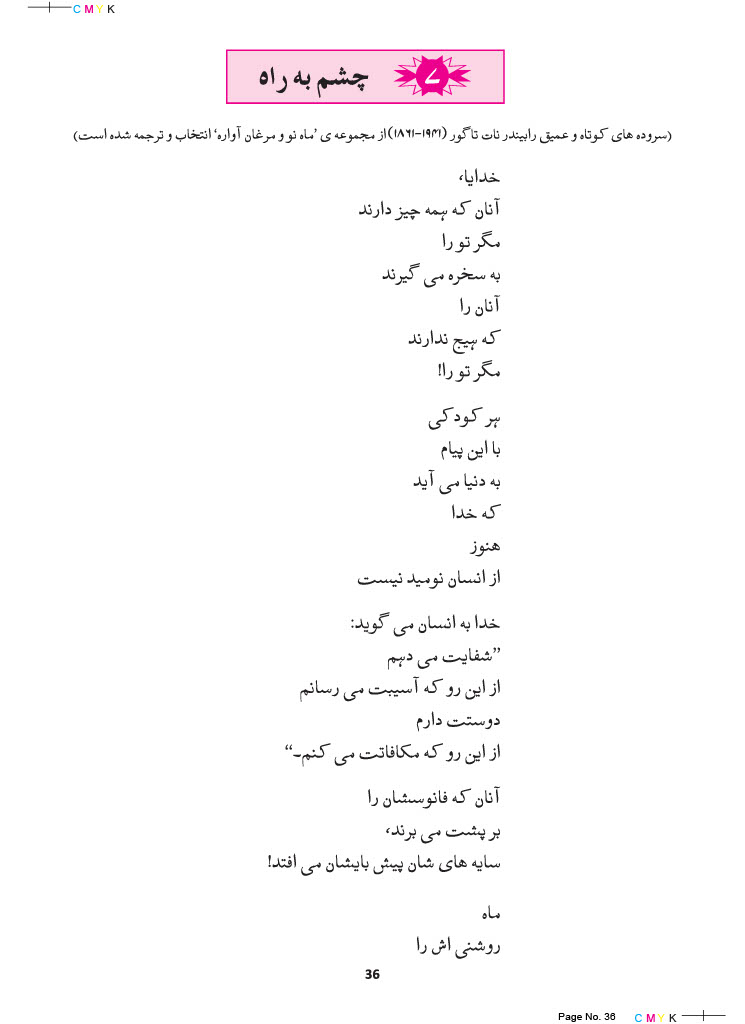 C M Y K
۷ چشم به راه
(سروده های کوتاه و عمیق رابیندر نات تاگور (۱۹۴۱-۱۸۶۱) از مجموعه ی ’ماه نو و مرغان آواره‘ انتخاب و ترجمه شده است)
خدایا،
آنان که همه چیز دارند
مگر تو را
به سخره می گیرند
آنان را
که هیج ندارند
مگر تو را!
هر کودکی
با این پیام
به دنیا می آید
که خدا
هنوز
از انسان نومید نیست
خدا به انسان می گوید:
”شفایت می دهم
از این رو که آسیبت می رسانم
دوستت دارم
از این رو که مکافاتت می کنم۔“
آنان که فانوسشان را
بر پشت می برند،
سایه های شان پیش بایشان می افتد!
ماه
روشنی اش را
36
Page No. 36
C M Y K